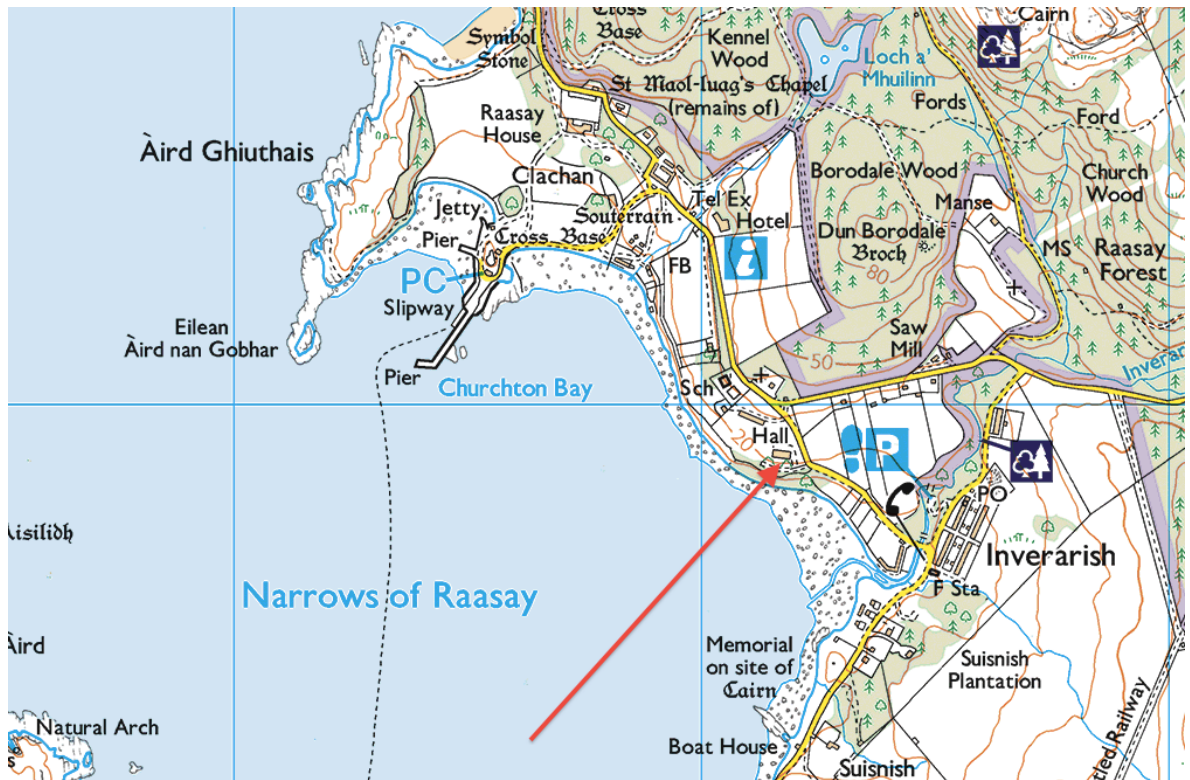 Cairn
Symbol
Stone
Cross
Base
Kennel
Wood
St Maol-luag's Chapel
(remains of)
Loch a'
Mhuilinn
Fords
Ford
Raasay
House
Àird Ghiuthais
Clachan
Borodale Wood
Church
Wood
Jetty
Souterrain
Tel Ex
Hotel
Manse
Pier
Cross Base
Dun Borodale
Broch
MS
Raasay
Forest
PC
FB
i
80
Slipway
Eilean
Àird nan Gobhar
Saw
Mill
50
Pier
Churchton Bay
Sch
Inverari
20
Hall
P
PO
Inverarish
Narrows of Raasay
F Sta
Àird
Memorial
on site of
Cairn
Suisnish
Plantation
Natural Arch
Boat House
Suisnish
tled Railway